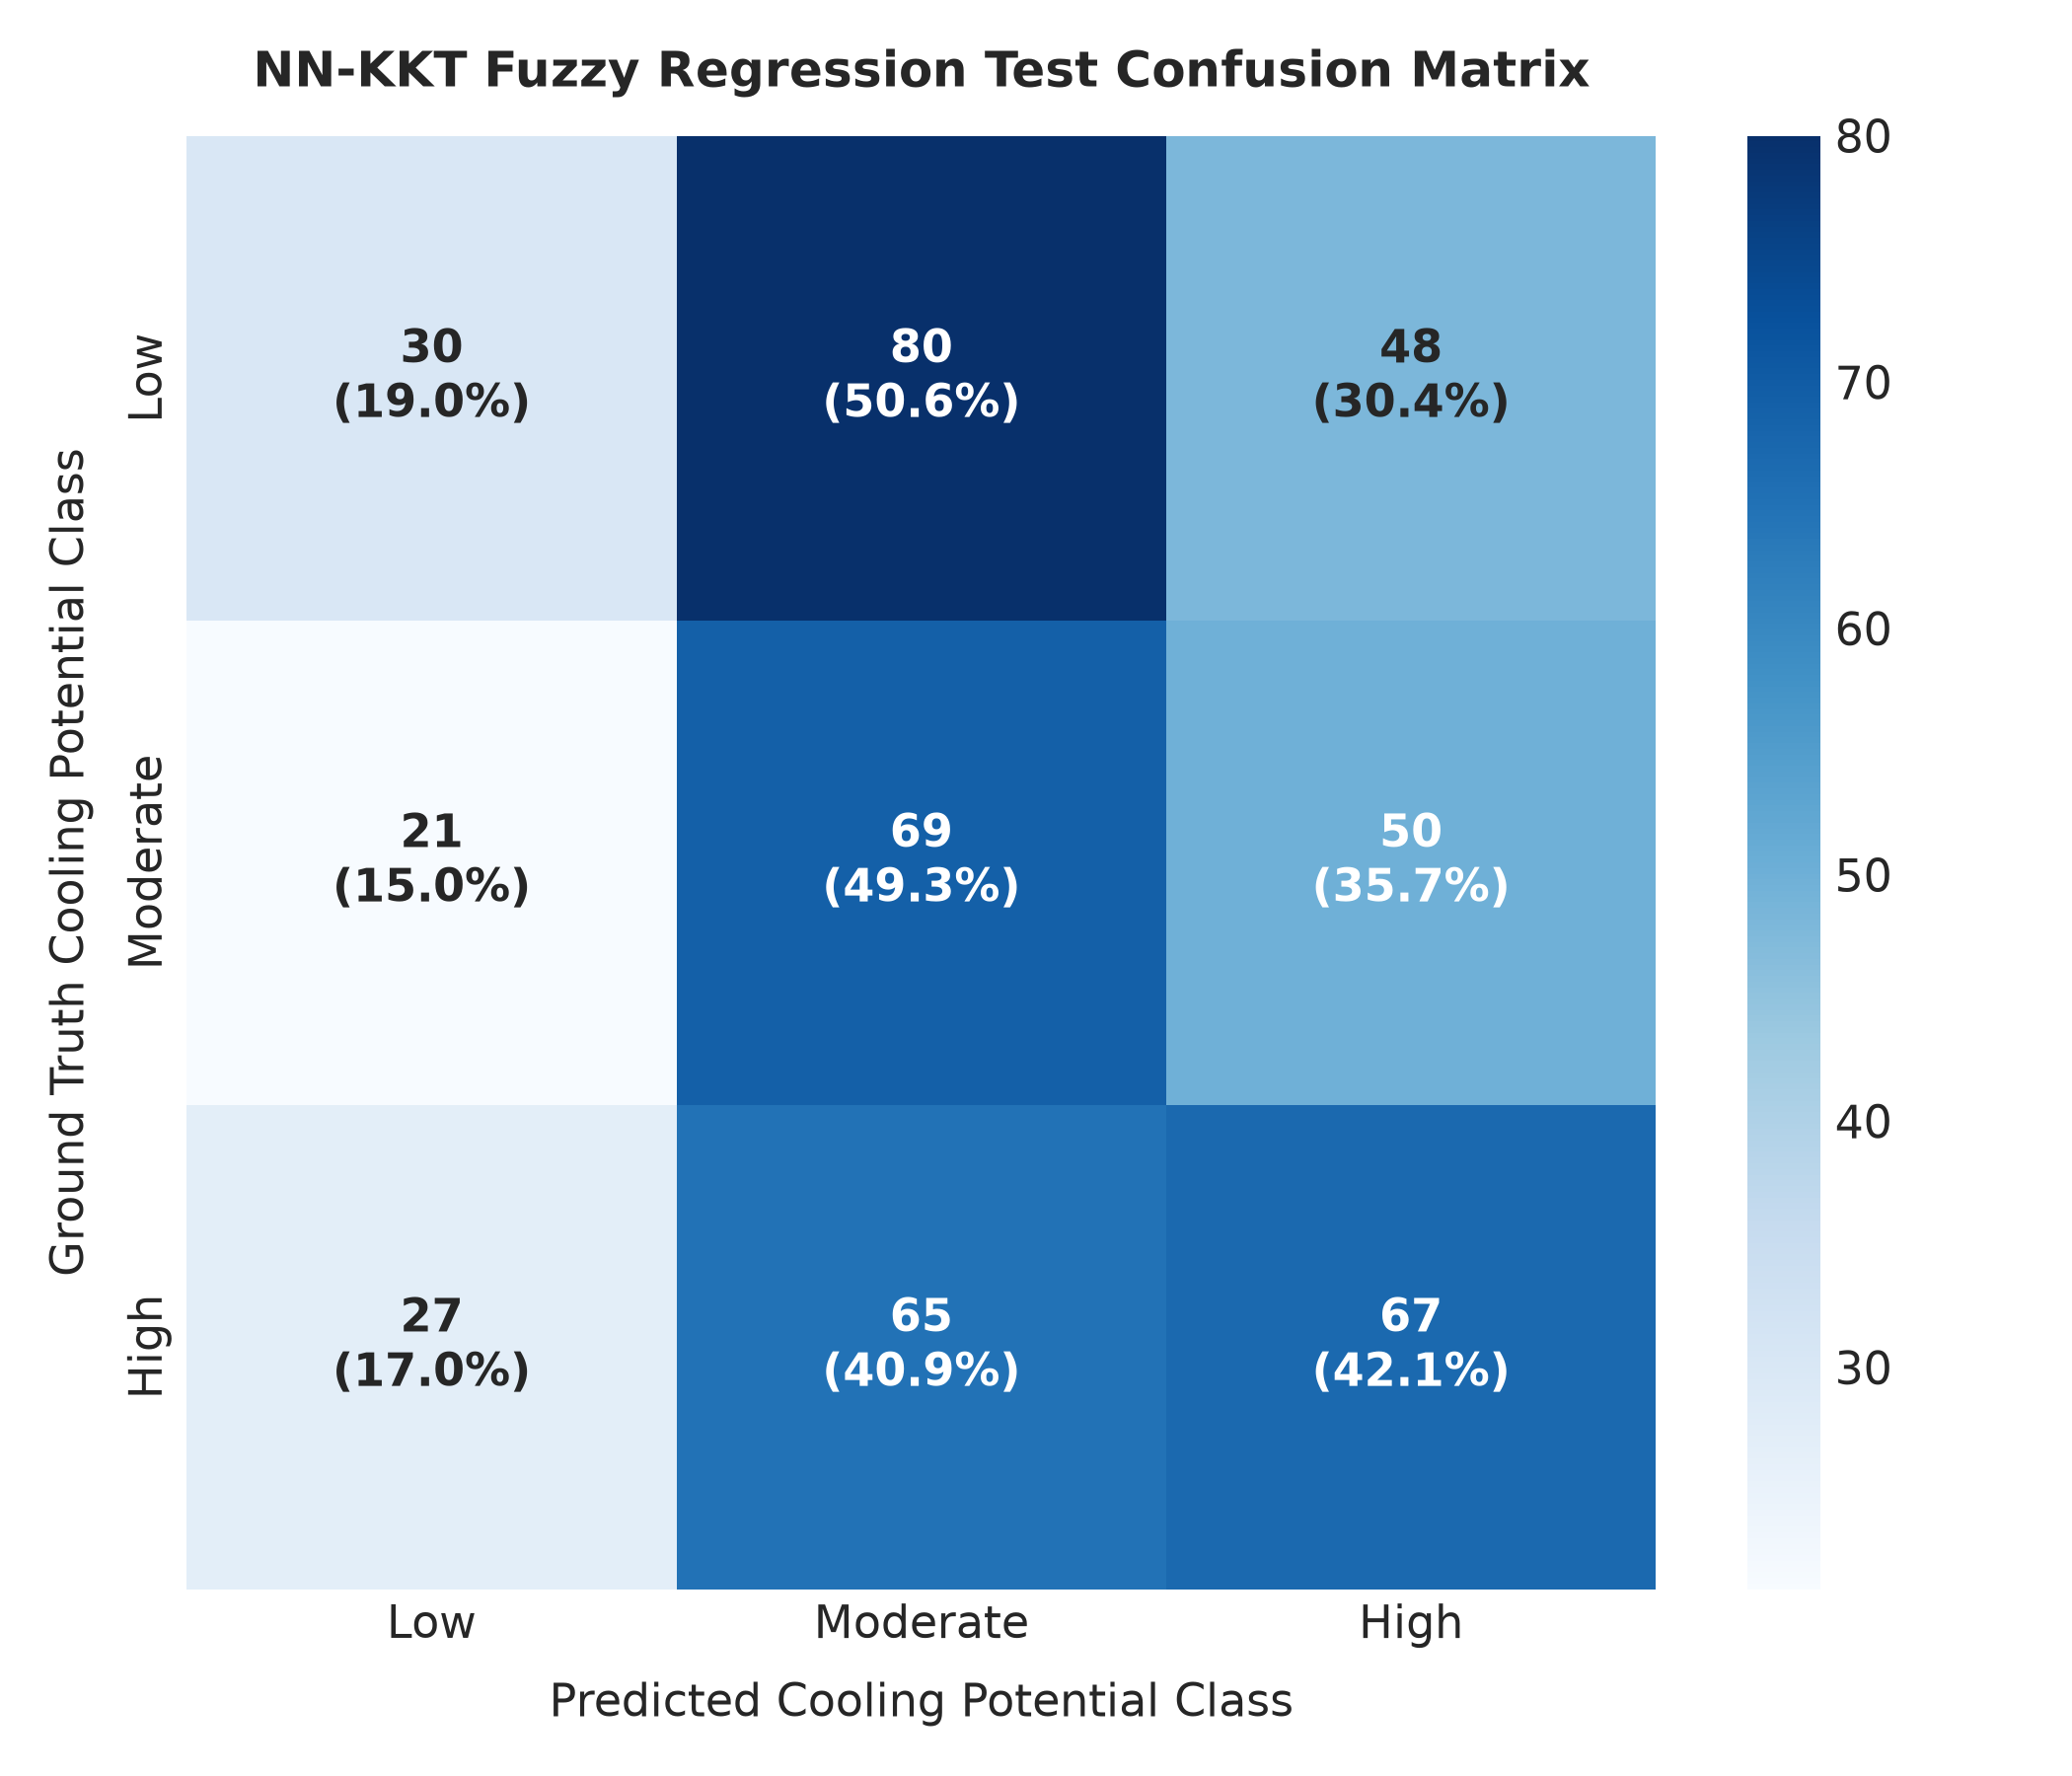 NN-KKT Fuzzy Regression Test Confusion Matrix
Ground Truth Cooling Potential Class
Low
30
(19.0%)
80
(50.6%)
48
(30.4%)
Moderate
21
(15.0%)
69
(49.3%)
50
(35.7%)
High
27
(17.0%)
65
(40.9%)
67
(42.1%)
Low
Moderate
High
Predicted Cooling Potential Class
80
70
60
50
40
30